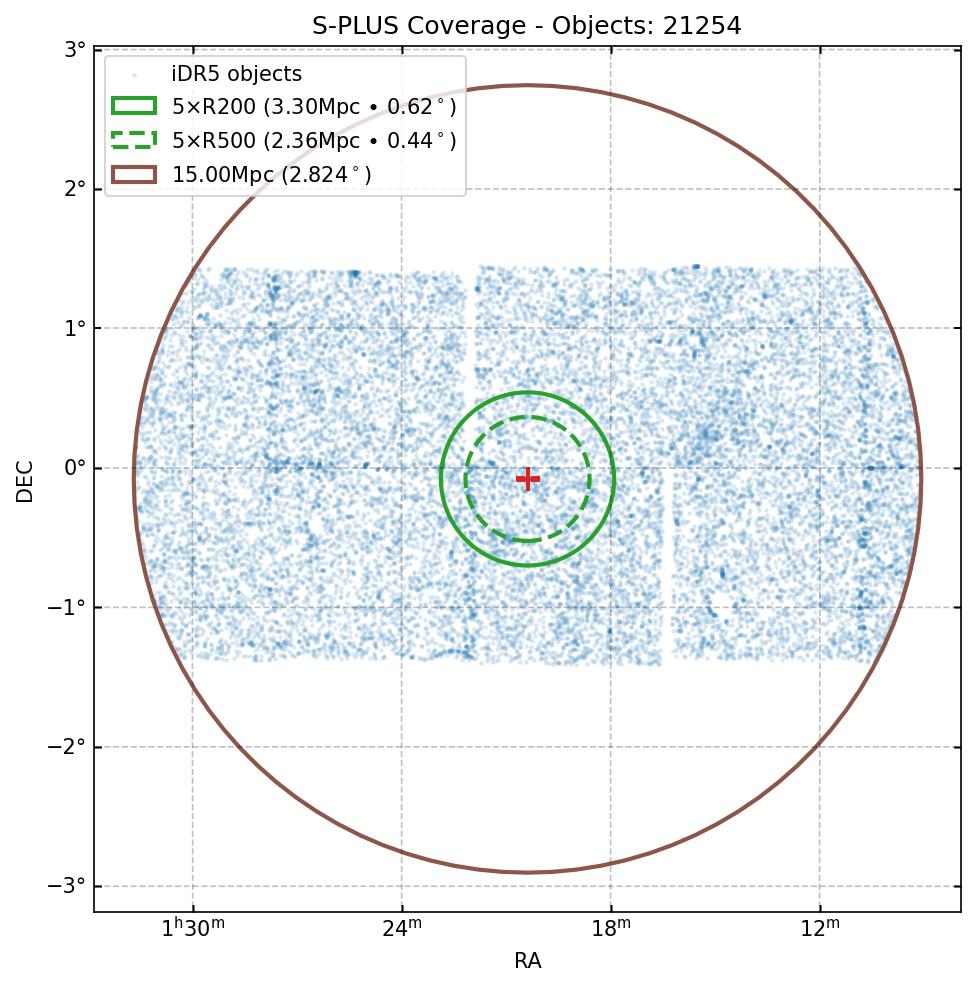 S-PLUS Coverage - Objects: 21254
iDR5 objects
5×R200 (3.30Mpc • 0.62°)
5×R500 (2.36Mpc • 0.44°)
15.00Mpc (2.824°)
3°
2°
1°
0°
−1°
−2°
−3°
DEC
1ʰ30ᵐ
24ᵐ
18ᵐ
12ᵐ
RA